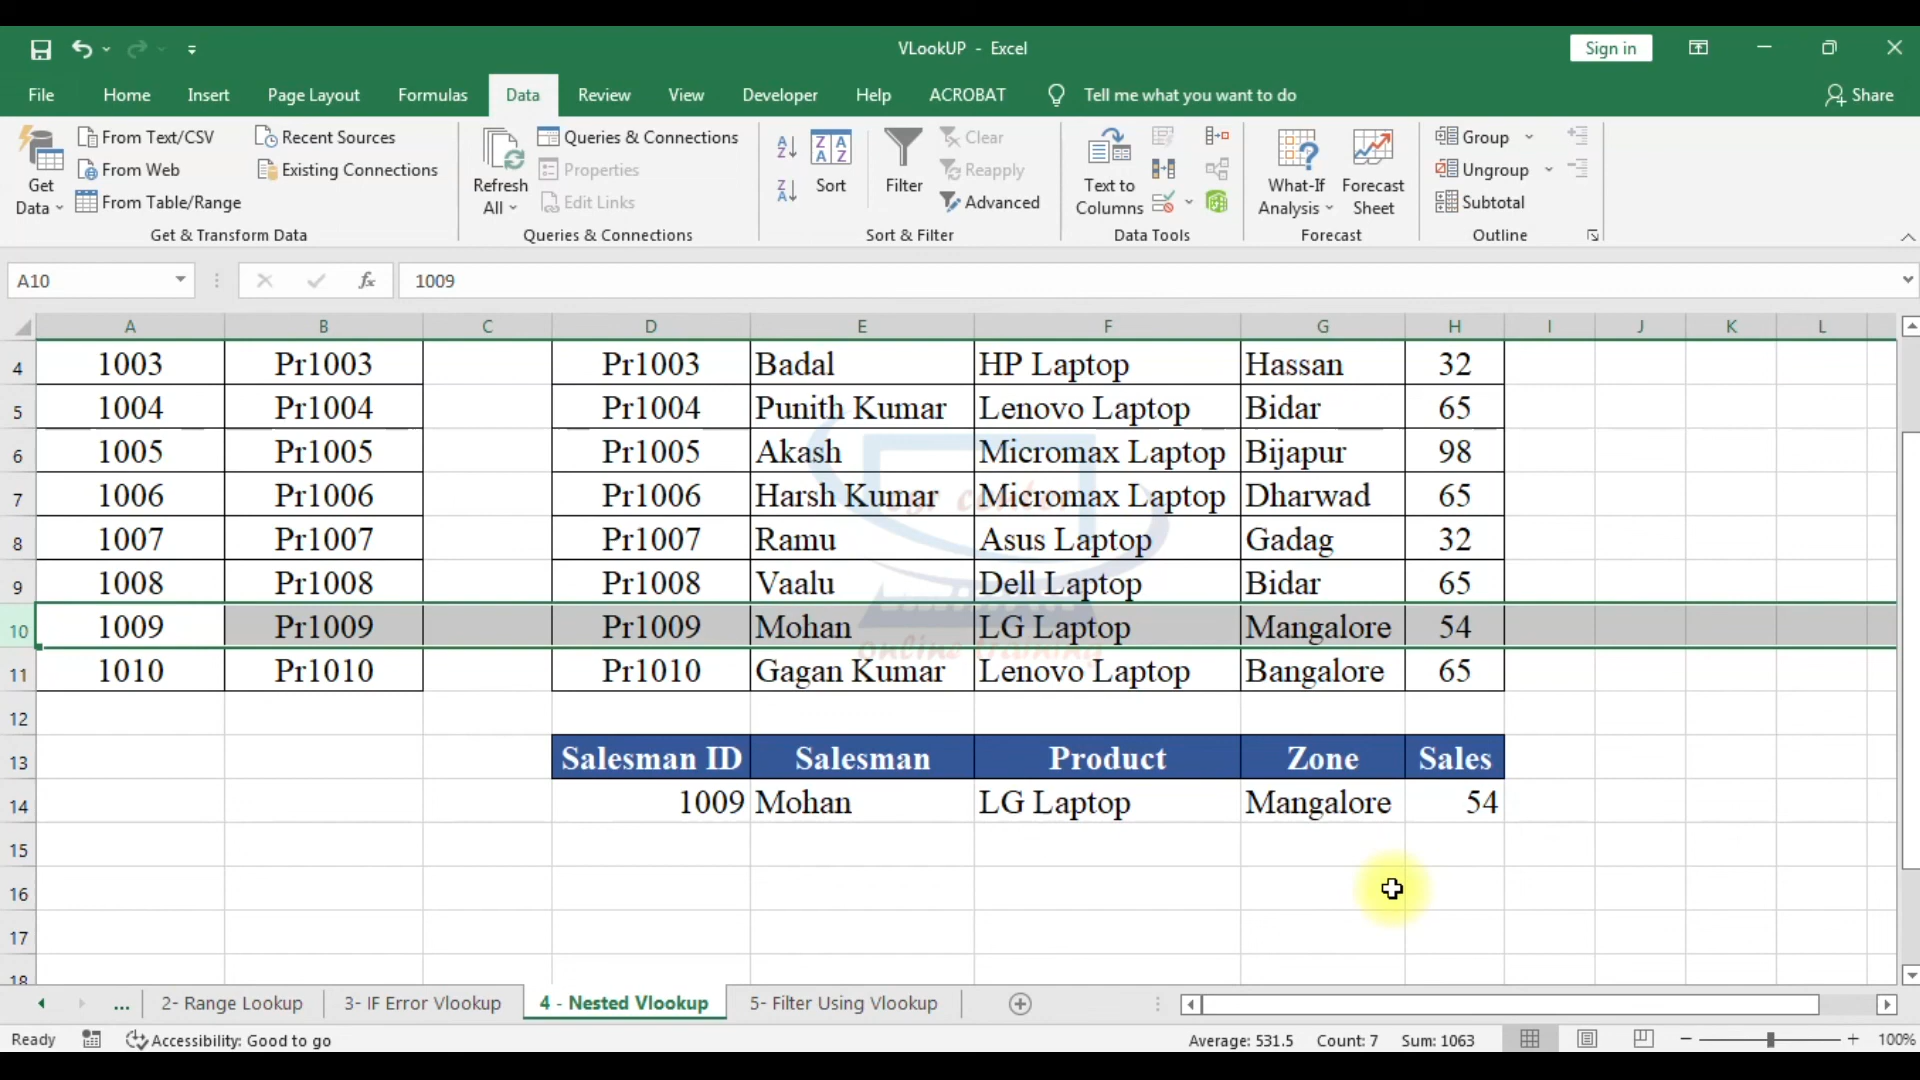 VLookUP - Excel
Sign in
File Home Insert Page Layout Formulas Data Review View Developer Help ACROBAT Tell me what you want to do Share
Get Data
From Text/CSV
From Web
From Table/Range
Recent Sources
Existing Connections
Get & Transform Data
Refresh All
Queries & Connections
Properties
Edit Links
Queries & Connections
Sort
Filter
Clear
Reapply
Advanced
Sort & Filter
Text to Columns
Data Tools
What-If Analysis
Forecast Sheet
Forecast
Group
Ungroup
Subtotal
Outline
A10 fx 1009
A B C D E F G H I J K L
4 1003 Pr1003 Pr1003 Badal HP Laptop Hassan 32
5 1004 Pr1004 Pr1004 Punith Kumar Lenovo Laptop Bidar 65
6 1005 Pr1005 Pr1005 Akash Micromax Laptop Bijapur 98
7 1006 Pr1006 Pr1006 Harsh Kumar Micromax Laptop Dharwad 65
8 1007 Pr1007 Pr1007 Ramu Asus Laptop Gadag 32
9 1008 Pr1008 Pr1008 Vaalu Dell Laptop Bidar 65
10 1009 Pr1009 Pr1009 Mohan LG Laptop Mangalore 54
online training
11 1010 Pr1010 Pr1010 Gagan Kumar Lenovo Laptop Bangalore 65
12
13 Salesman ID Salesman Product Zone Sales
14 1009 Mohan LG Laptop Mangalore 54
15
16
17
18
... 2- Range Lookup 3- IF Error Vlookup 4 - Nested Vlookup 5- Filter Using Vlookup
Ready Accessibility: Good to go Average: 531.5 Count: 7 Sum: 1063 100%